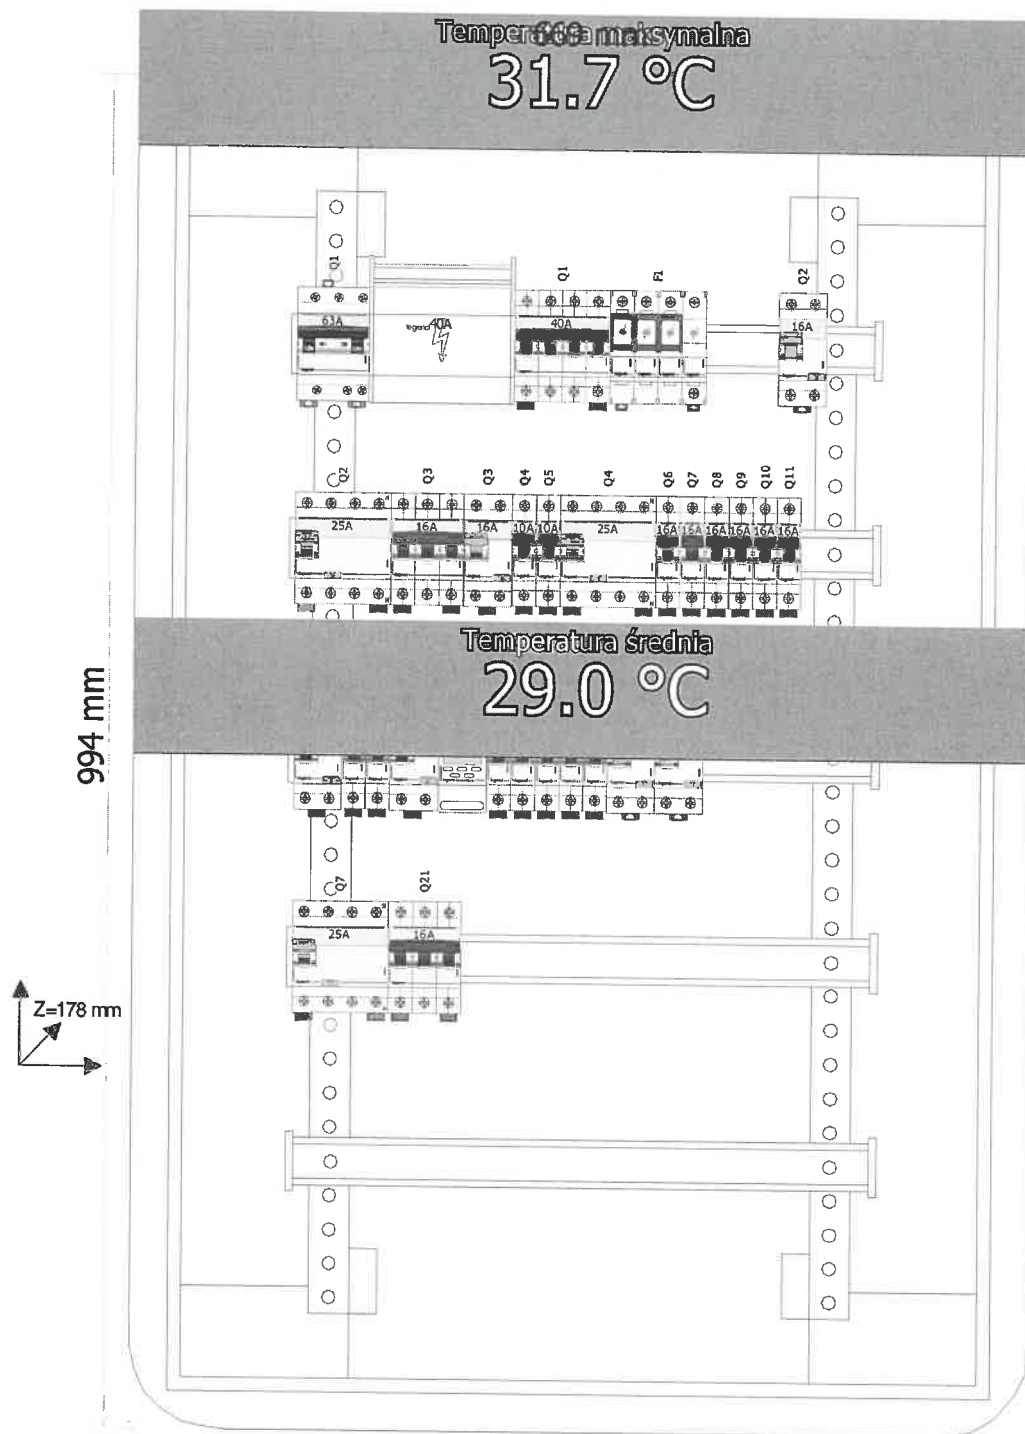 Temperatura maksymalna
31.7 °C
Q1
Q1
F1
Q2
63A
legrand
40A
40A
16A
Q2
Q3
Q3
Q4
Q5
Q4
Q6
Q7
Q8
Q9
Q10
Q11
25A
16A
16A
10A
10A
25A
16A
16A
16A
16A
16A
16A
Temperatura średnia
29.0 °C
994 mm
Q7
Q21
25A
16A
Z=178 mm